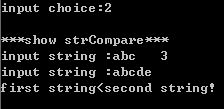 input choice:2
***show strCompare***
input string :abc   3
input string :abcde
first string<second string!